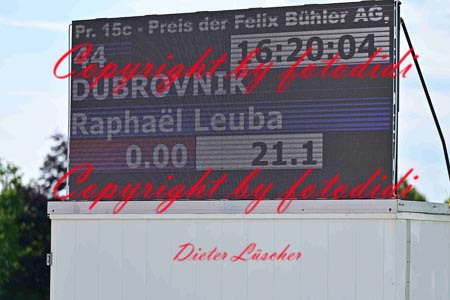 Pr. 15c - Preis der Felix Bühler AG,
44 16:20:04
Copyright by fotodidi
DUBROVNIK
Raphaël Leuba
0.00 21.1
Copyright by fotodidi
Dieter Lüscher